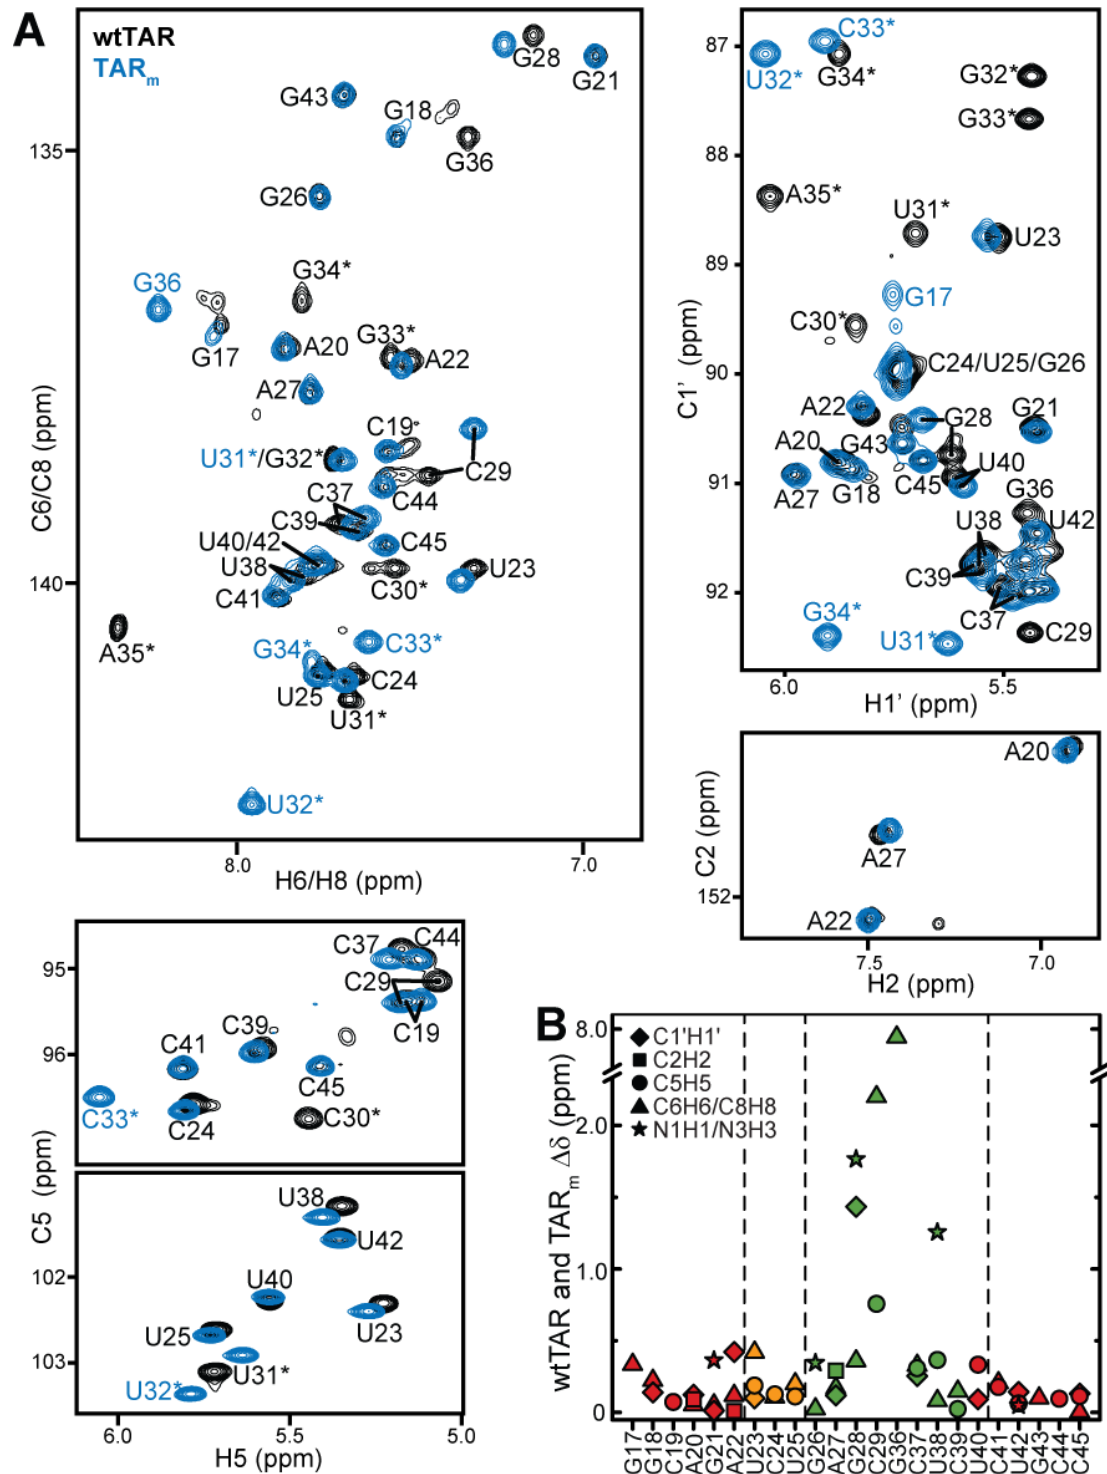 A
wtTAR
TARm
G28
G21
G43
G18
G36
135
G26
G36
G34*
G17
A20
G33*
A22
A27
C19
U31*/G32*
C29
C37
C44
C39
U40/42
C45
U38
U23
C30*
140
C41
A35*
G34*
C33*
U25
C24
U31*
U32*
C6/C8 (ppm)
8.0
7.0
H6/H8 (ppm)
87
C33*
U32*
G34*
G32*
G33*
88
A35*
U31*
U23
89
G17
C30*
C1' (ppm)
90
C24/U25/G26
A22
G28
G21
A20
G43
U40
A27
G18
C45
91
G36
U38
U42
C39
92
C37
G34*
U31*
C29
6.0
5.5
H1' (ppm)
A20
C2 (ppm)
A27
152
A22
7.5
7.0
H2 (ppm)
C37
C44
95
C29
C19
C39
96
C41
C45
C33*
C24
C30*
C5 (ppm)
U38
U42
102
U40
U25
U23
103
U31*
U32*
6.0
5.5
5.0
H5 (ppm)
B
wtTAR and TARm Δδ (ppm)
8.0
2.0
1.0
0
C1'H1'
C2H2
C5H5
C6H6/C8H8
N1H1/N3H3
G17 G18 C19 A20 G21 A22 U23 C24 U25 G26 A27 G28 C29 G36 C37 U38 C39 U40 C41 U42 G43 C44 C45